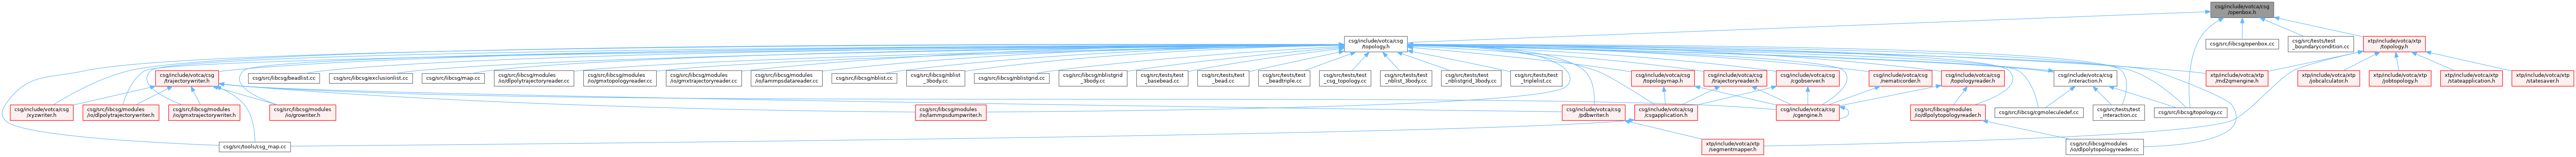 csg/include/votca/csg
/openbox.h
csg/include/votca/csg
/topology.h
csg/src/libcsg/openbox.cc
csg/src/tests/test
_boundarycondition.cc
xtp/include/votca/xtp
/topology.h
csg/include/votca/csg
/trajectorywriter.h
csg/src/libcsg/beadlist.cc
csg/src/libcsg/exclusionlist.cc
csg/src/libcsg/map.cc
csg/src/libcsg/modules
/io/dlpolytrajectoryreader.cc
csg/src/libcsg/modules
/io/gmxtopologyreader.cc
csg/src/libcsg/modules
/io/gmxtrajectoryreader.cc
csg/src/libcsg/modules
/io/lammpsdatareader.cc
csg/src/libcsg/nblist.cc
csg/src/libcsg/nblist
_3body.cc
csg/src/libcsg/nblistgrid.cc
csg/src/libcsg/nblistgrid
_3body.cc
csg/src/tests/test
_basebead.cc
csg/src/tests/test
_bead.cc
csg/src/tests/test
_beadtriple.cc
csg/src/tests/test
_csg_topology.cc
csg/src/tests/test
_nblist_3body.cc
csg/src/tests/test
_nblistgrid_3body.cc
csg/src/tests/test
_triplelist.cc
csg/include/votca/csg
/topologymap.h
csg/include/votca/csg
/trajectoryreader.h
csg/include/votca/csg
/cgobserver.h
csg/include/votca/csg
/nematicorder.h
csg/include/votca/csg
/topologyreader.h
csg/include/votca/csg
/interaction.h
xtp/include/votca/xtp
/md2qmengine.h
xtp/include/votca/xtp
/jobcalculator.h
xtp/include/votca/xtp
/jobtopology.h
xtp/include/votca/xtp
/stateapplication.h
xtp/include/votca/xtp
/statesaver.h
csg/include/votca/csg
/xyzwriter.h
csg/src/libcsg/modules
/io/dlpolytrajectorywriter.h
csg/src/libcsg/modules
/io/gmxtrajectorywriter.h
csg/src/libcsg/modules
/io/growriter.h
csg/src/libcsg/modules
/io/lammpsdumpwriter.h
csg/include/votca/csg
/pdbwriter.h
csg/include/votca/csg
/csgapplication.h
csg/include/votca/csg
/cgengine.h
csg/src/libcsg/modules
/io/dlpolytopologyreader.h
csg/src/libcsg/cgmoleculedef.cc
csg/src/tests/test
_interaction.cc
csg/src/libcsg/topology.cc
csg/src/tools/csg_map.cc
xtp/include/votca/xtp
/segmentmapper.h
csg/src/libcsg/modules
/io/dlpolytopologyreader.cc